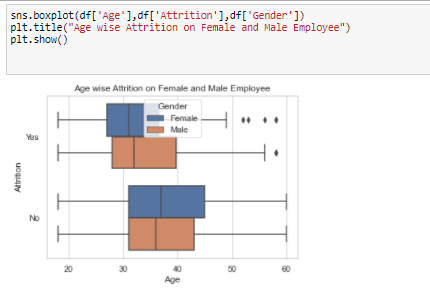 sns.boxplot(df['Age'],df['Attrition'],df['Gender'])
plt.title("Age wise Attrition on Female and Male Employee")
plt.show()
Age wise Attrition on Female and Male Employee
Gender
Female
Male
Yes
No
Attrition
20 30 40 50 60
Age